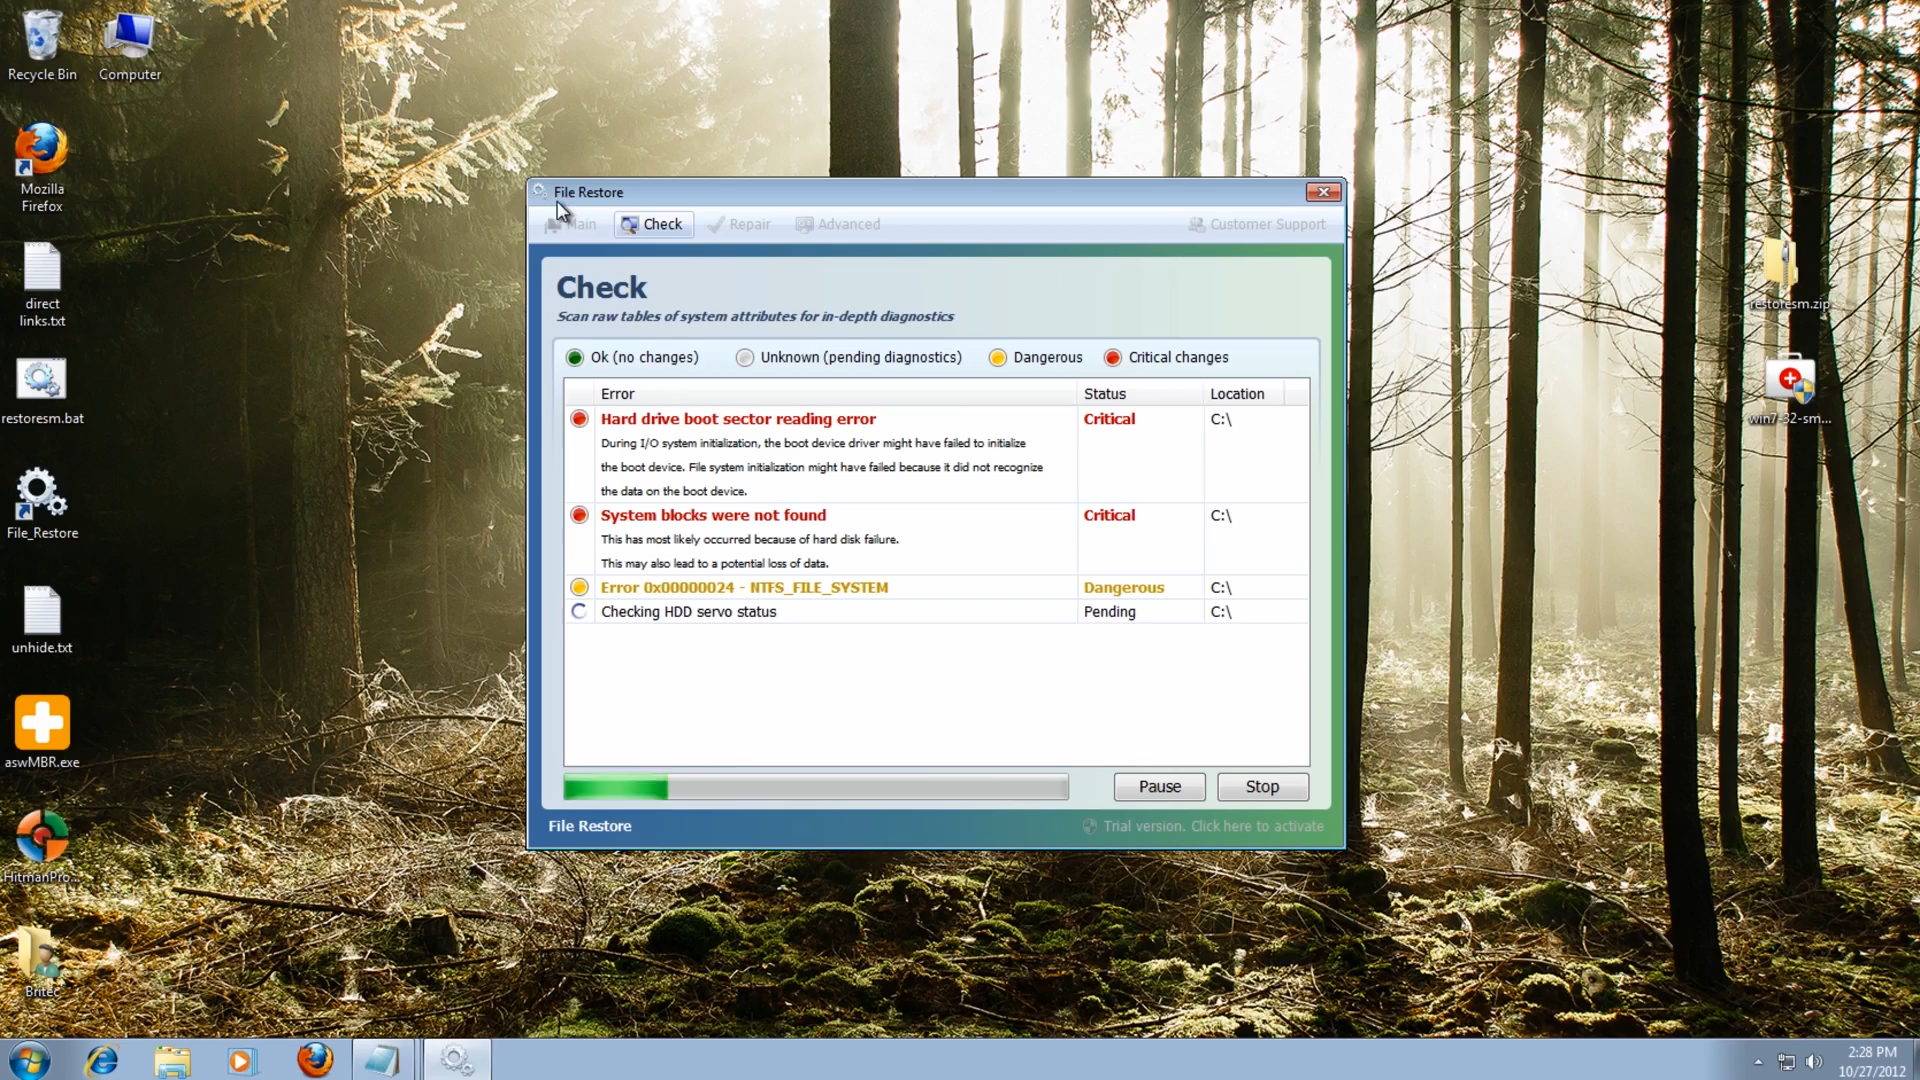 Recycle Bin
Computer
Mozilla
Firefox
direct
links.txt
restoresm.bat
File_Restore
unhide.txt
aswMBR.exe
HitmanPro...
Britec
restoresm.zip
win7-32-sm...
File Restore
Main
Check
Repair
Advanced
Customer Support
Check
Scan raw tables of system attributes for in-depth diagnostics
Ok (no changes)
Unknown (pending diagnostics)
Dangerous
Critical changes
Error
Status
Location
Hard drive boot sector reading error
Critical
C:\
During I/O system initialization, the boot device driver might have failed to initialize
the boot device. File system initialization might have failed because it did not recognize
the data on the boot device.
System blocks were not found
Critical
C:\
This has most likely occurred because of hard disk failure.
This may also lead to a potential loss of data.
Error 0x00000024 - NTFS_FILE_SYSTEM
Dangerous
C:\
Checking HDD servo status
Pending
C:\
Pause
Stop
File Restore
Trial version. Click here to activate
2:28 PM
10/27/2012